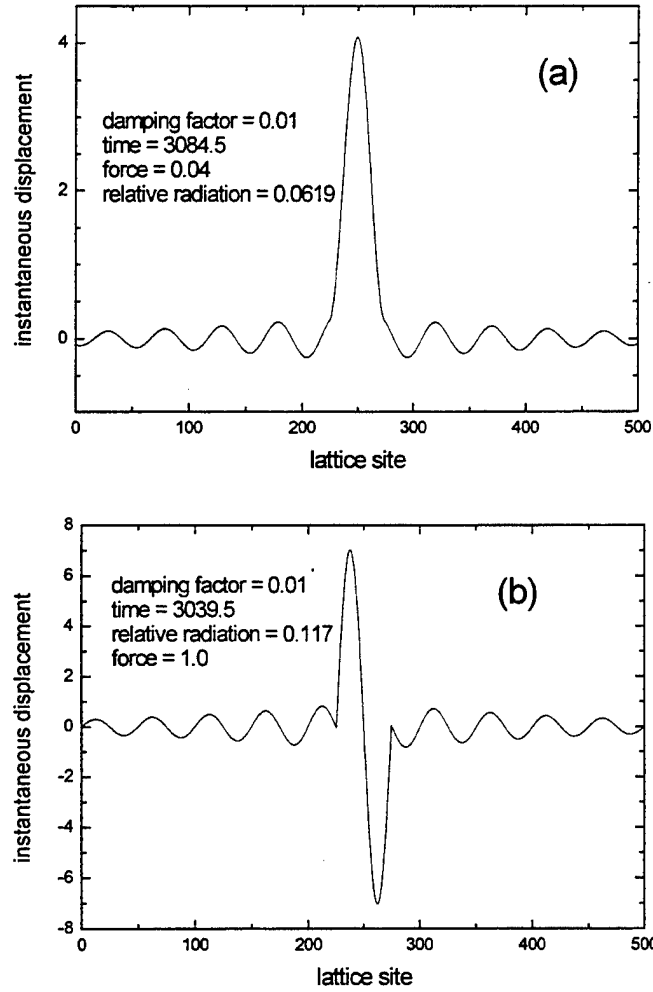 (a)
damping factor = 0.01
time = 3084.5
force = 0.04
relative radiation = 0.0619
instantaneous displacement
4
2
0
0 100 200 300 400 500
lattice site
(b)
damping factor = 0.01
time = 3039.5
relative radiation = 0.117
force = 1.0
instantaneous displacement
8
6
4
2
0
-2
-4
-6
-8
0 100 200 300 400 500
lattice site